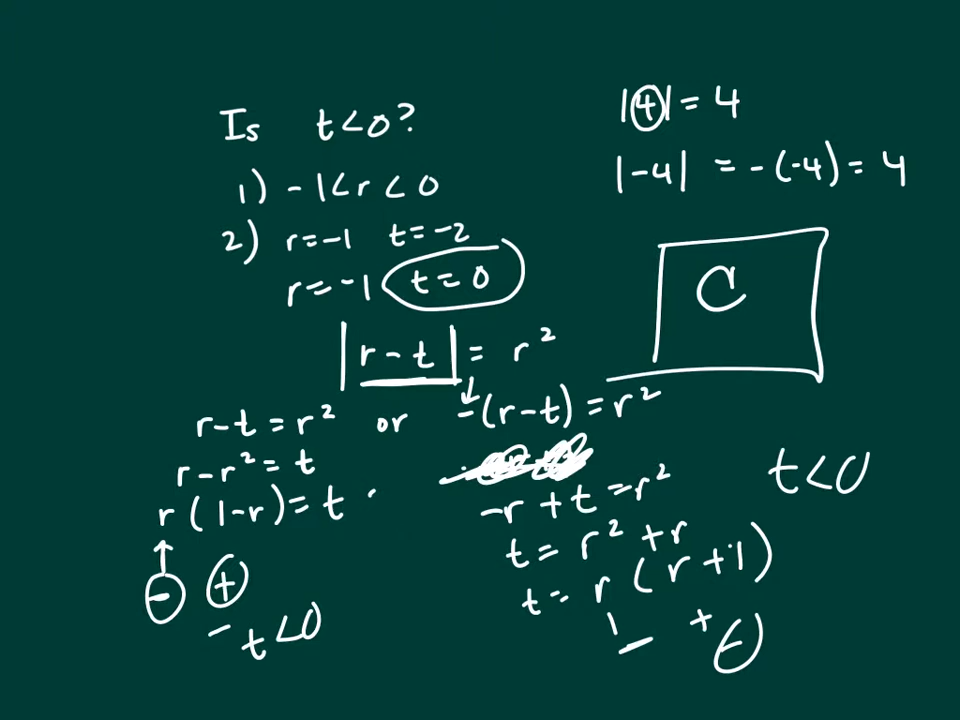 Is t<0?
1) -1<r<0
2) r=-1 t=-2
r=-1 t=0
|r-t| = r²
r-t=r² or -(r-t)=r²
r-r²=t
r(1-r)=t
- +
- t<0
-r+t=r²
t=r²+r
t=r(r+1)
- + -
|4|=4
|-4| = -(-4)=4
C
t<0